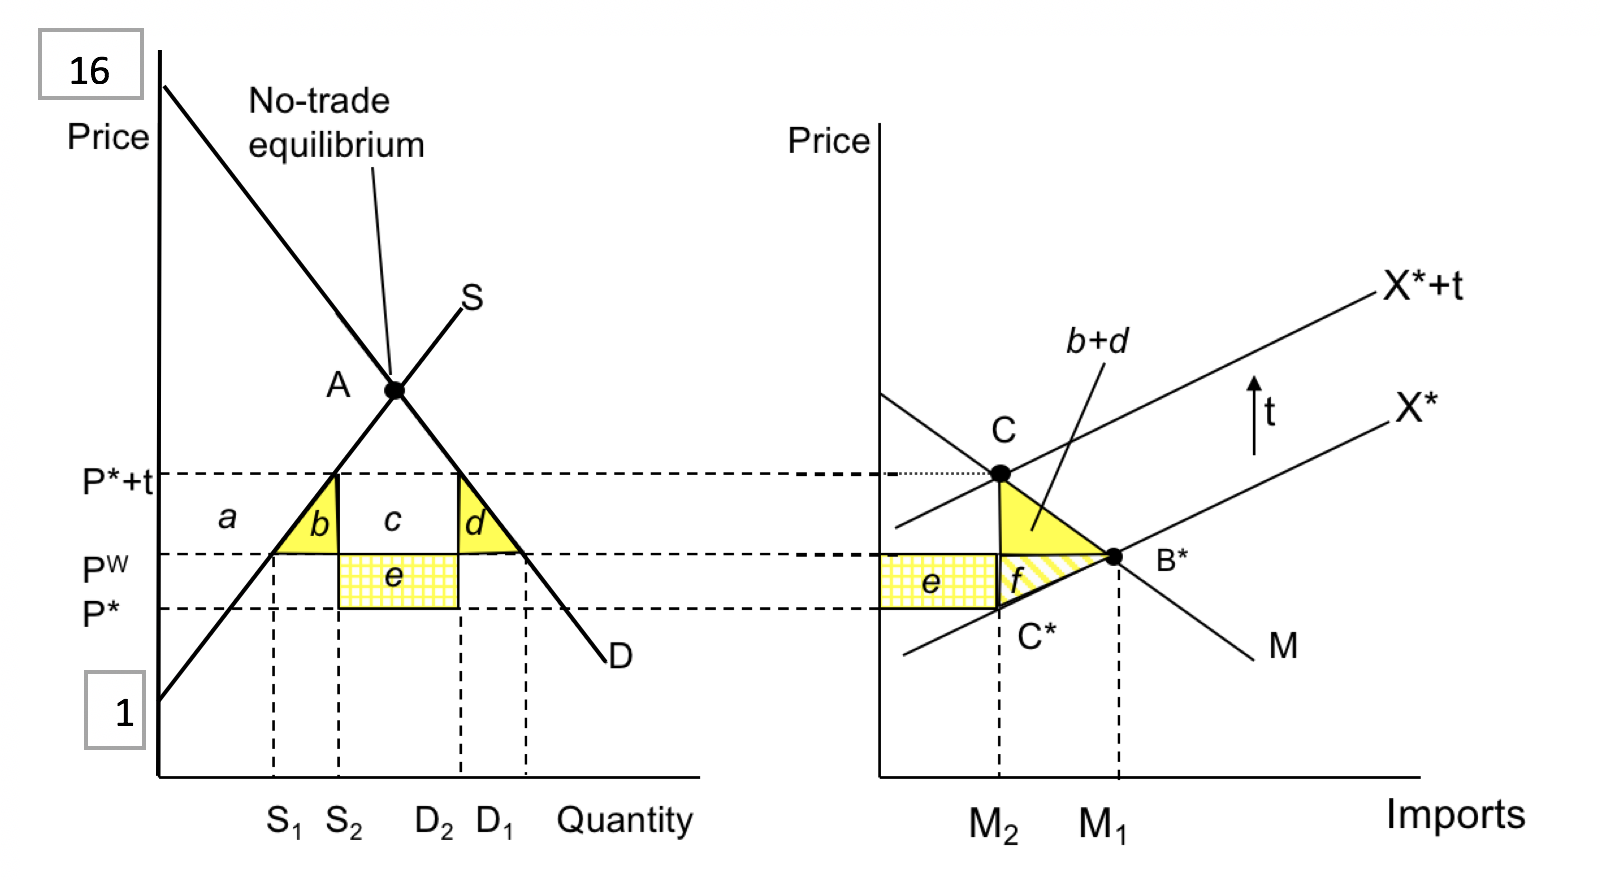 16
Price
No-trade
equilibrium
S
A
P*+t
a
b
c
d
Pᵂ
e
P*
D
1
S₁ S₂ D₂ D₁ Quantity
Price
X*+t
b+d
t
X*
C
B*
e
f
C*
M
M₂ M₁
Imports